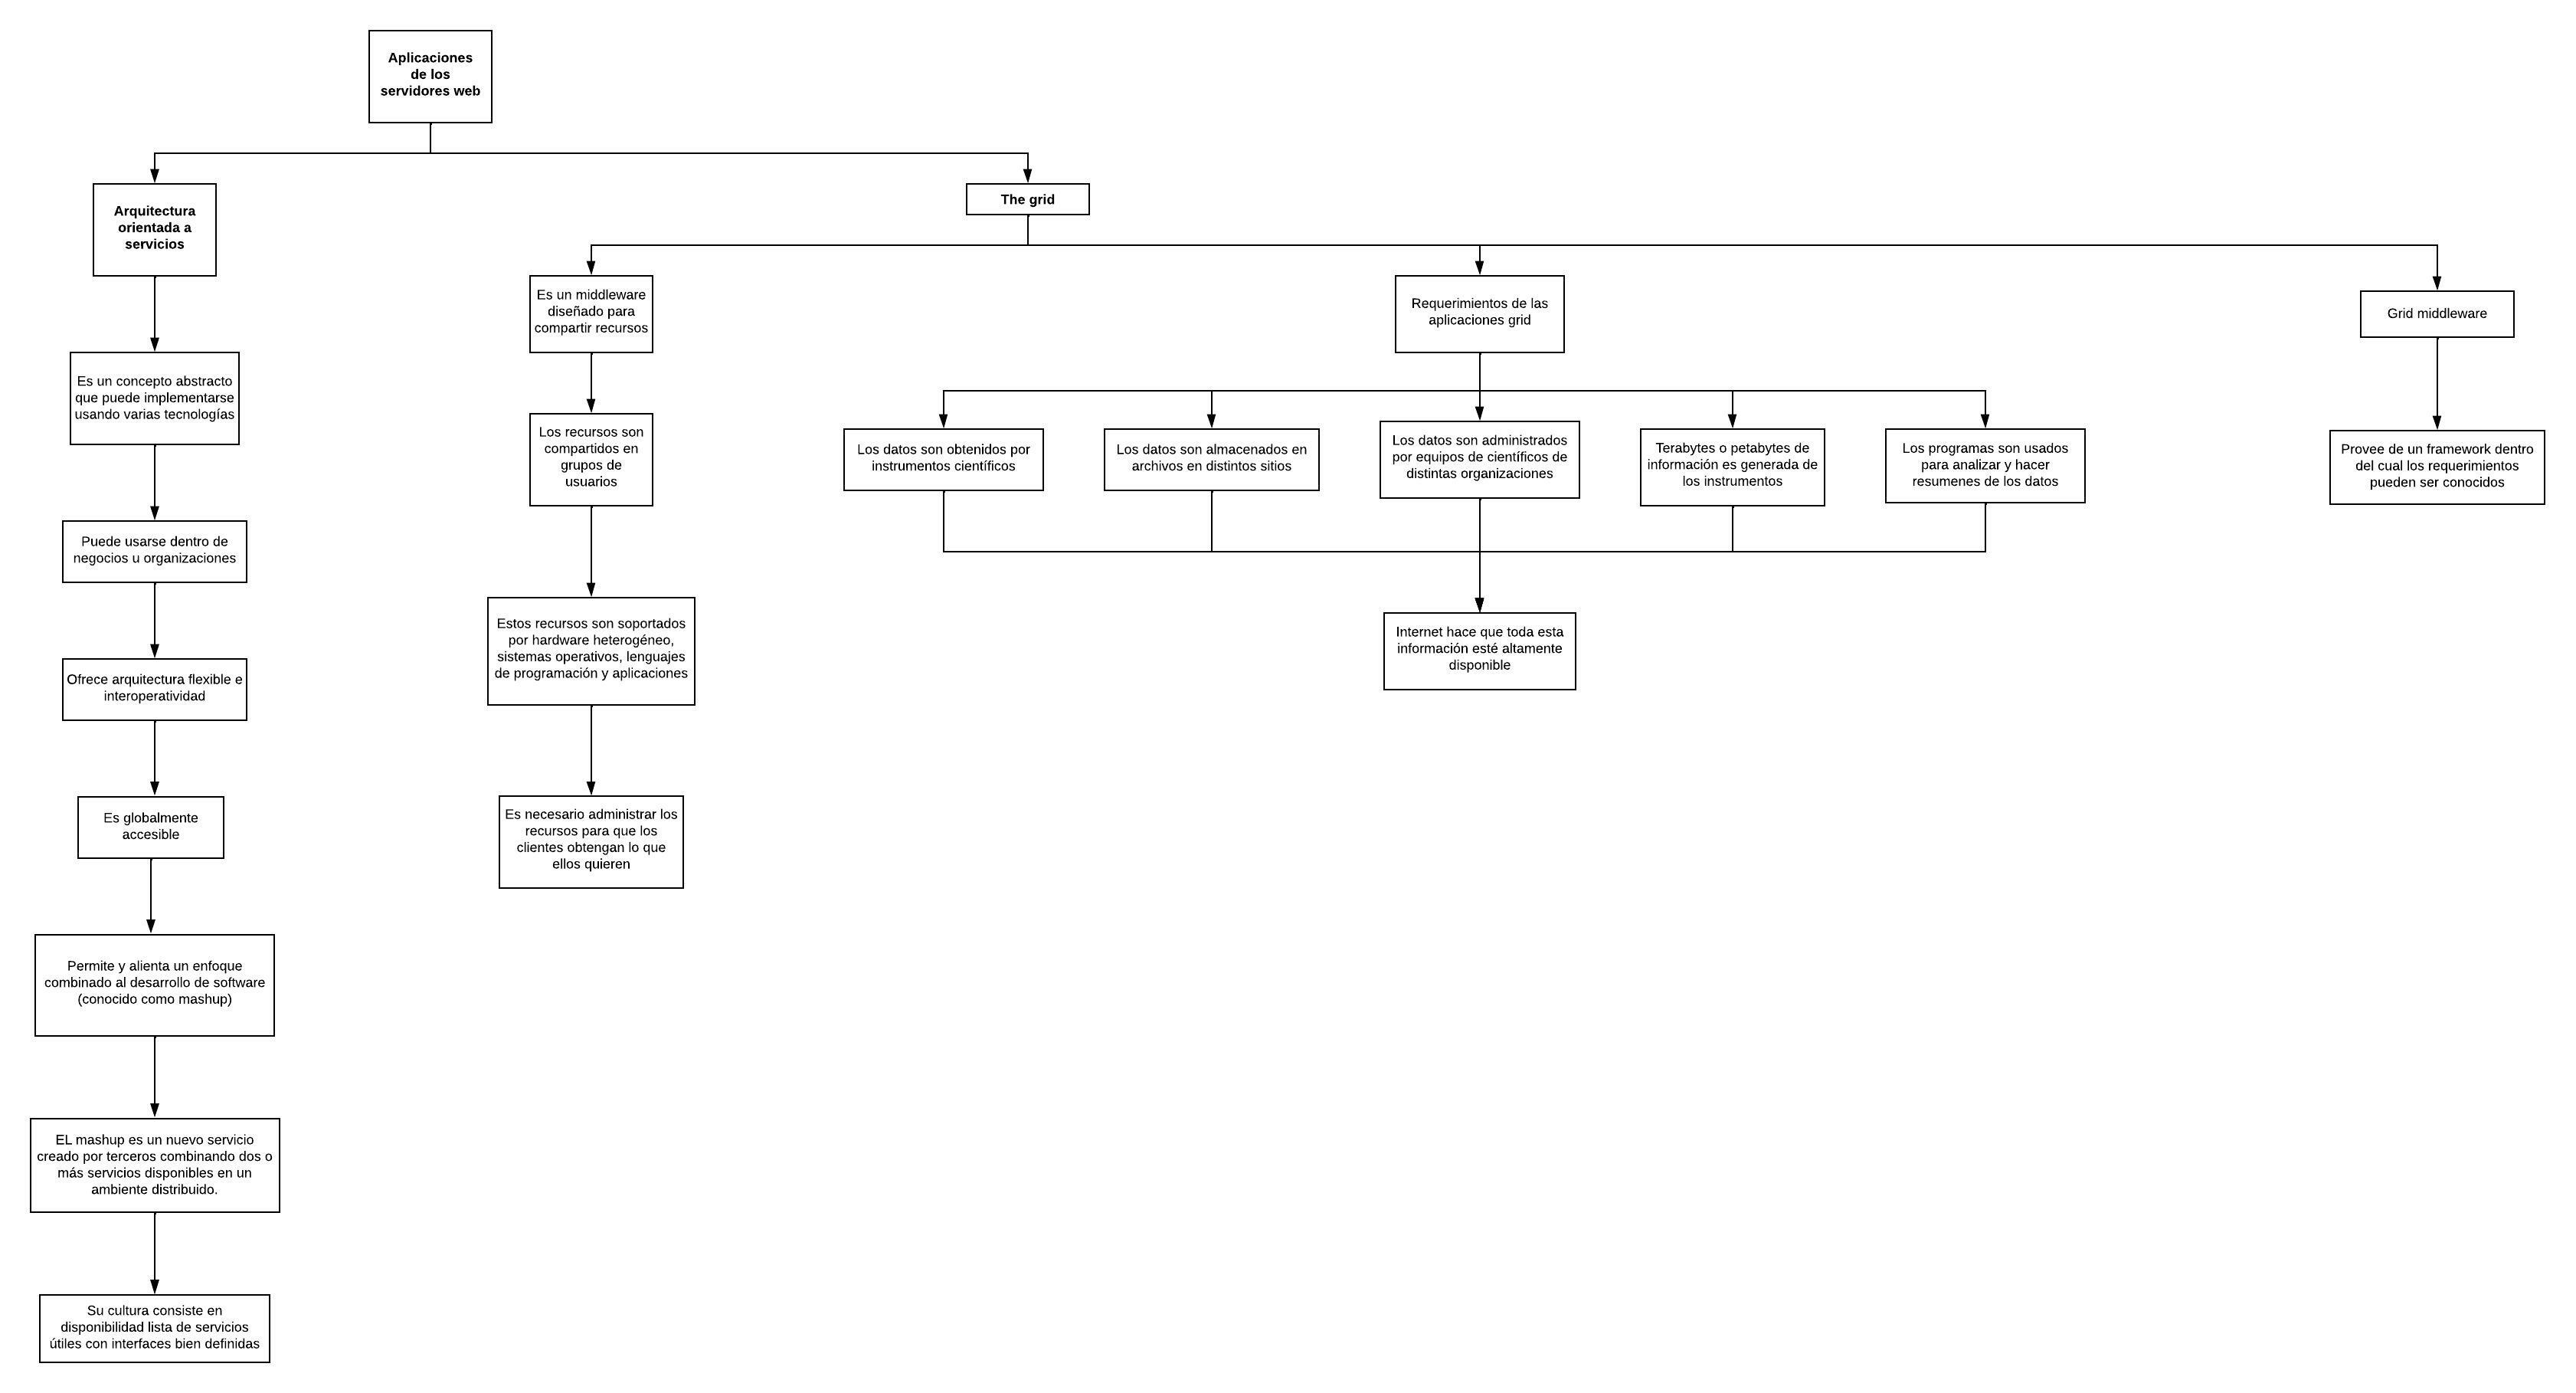 Aplicaciones
de los
servidores web
Arquitectura
orientada a
servicios
The grid
Es un middleware
diseñado para
compartir recursos
Requerimientos de las
aplicaciones grid
Grid middleware
Es un concepto abstracto
que puede implementarse
usando varias tecnologías
Los recursos son
compartidos en
grupos de
usuarios
Los datos son obtenidos por
instrumentos científicos
Los datos son almacenados en
archivos en distintos sitios
Los datos son administrados
por equipos de científicos de
distintas organizaciones
Terabytes o petabytes de
información es generada de
los instrumentos
Los programas son usados
para analizar y hacer
resumenes de los datos
Provee de un framework dentro
del cual los requerimientos
pueden ser conocidos
Puede usarse dentro de
negocios u organizaciones
Estos recursos son soportados
por hardware heterogéneo,
sistemas operativos, lenguajes
de programación y aplicaciones
Internet hace que toda esta
información esté altamente
disponible
Ofrece arquitectura flexible e
interoperatividad
Es globalmente
accesible
Es necesario administrar los
recursos para que los
clientes obtengan lo que
ellos quieren
Permite y alienta un enfoque
combinado al desarrollo de software
(conocido como mashup)
EL mashup es un nuevo servicio
creado por terceros combinando dos o
más servicios disponibles en un
ambiente distribuido.
Su cultura consiste en
disponibilidad lista de servicios
útiles con interfaces bien definidas